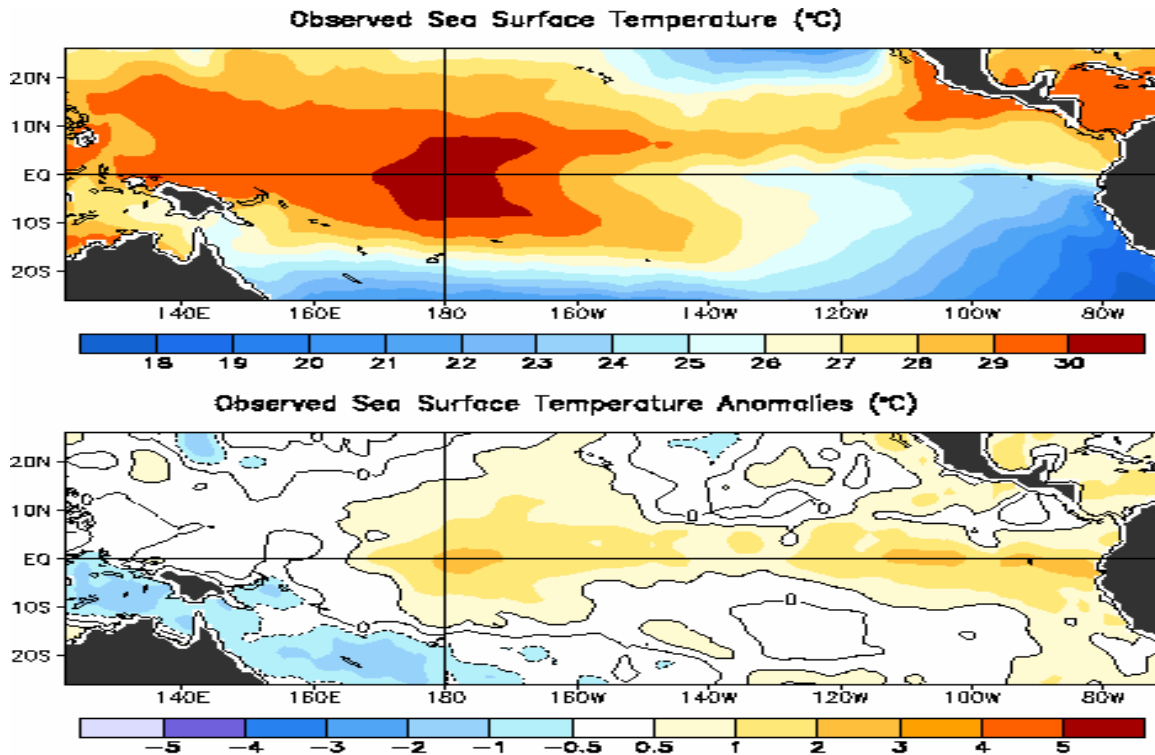 Observed Sea Surface Temperature (°C)
20N
10N
EQ
10S
20S
140E 160E 180 160W 140W 120W 100W 80W
18 19 20 21 22 23 24 25 26 27 28 29 30
Observed Sea Surface Temperature Anomalies (°C)
20N
10N
EQ
10S
20S
0 0 0 0 0 0
140E 160E 180 160W 140W 120W 100W 80W
-5 -4 -3 -2 -1 -0.5 0.5 1 2 3 4 5